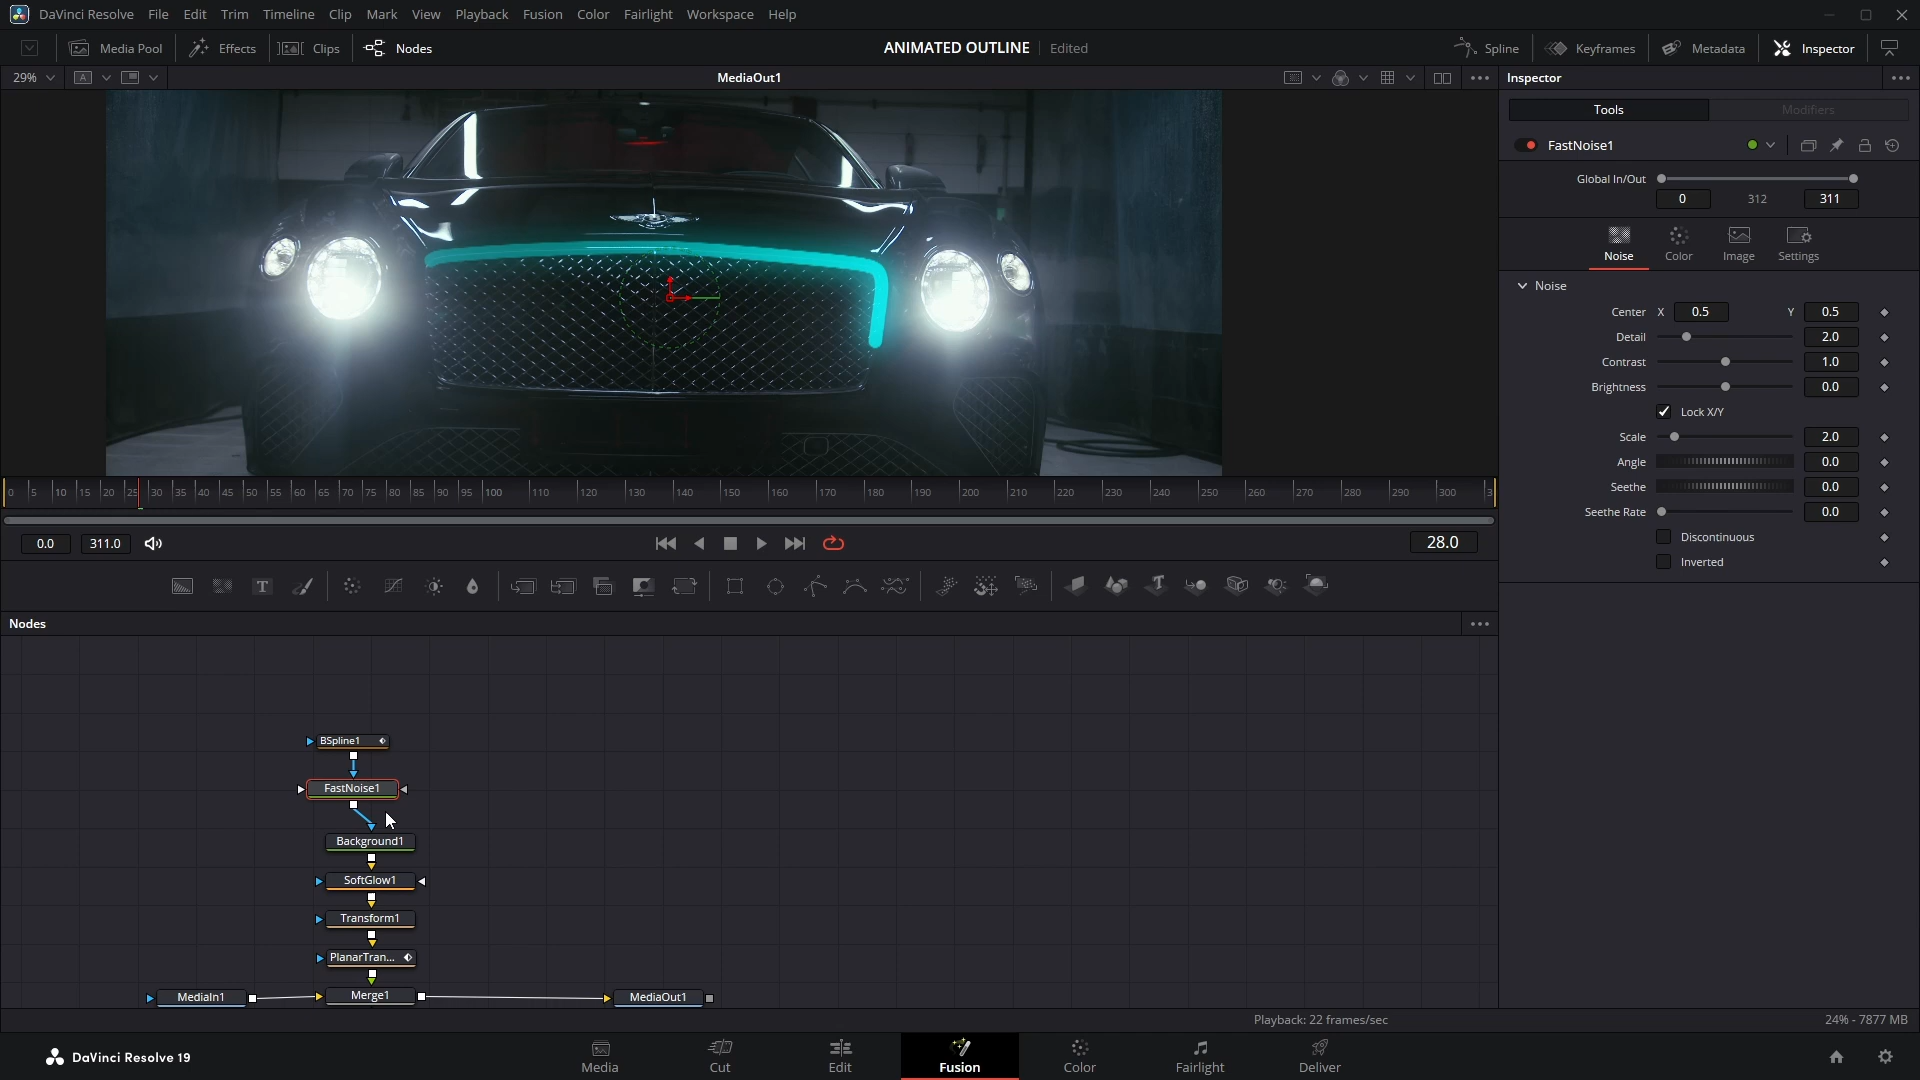 DaVinci Resolve File Edit Trim Timeline Clip Mark View Playback Fusion Color Fairlight Workspace Help
Media Pool Effects Clips Nodes ANIMATED OUTLINE Edited Spline Keyframes Metadata Inspector
29% A MediaOut1 Inspector
Tools Modifiers
FastNoise1
Global In/Out
0 312 311
Noise Color Image Settings
Noise
Center X 0.5 Y 0.5
Detail 2.0
Contrast 1.0
Brightness 0.0
Lock X/Y
Scale 2.0
Angle 0.0
Seethe 0.0
Seethe Rate 0.0
Discontinuous
Inverted
0 5 10 15 20 25 30 35 40 45 50 55 60 65 70 75 80 85 90 95 100 110 120 130 140 150 160 170 180 190 200 210 220 230 240 250 260 270 280 290 300 3
0.0 311.0 28.0
T
Nodes
BSpline1
FastNoise1
Background1
SoftGlow1
Transform1
PlanarTran...
MediaIn1 Merge1 MediaOut1
Playback: 22 frames/sec 24% - 7877 MB
DaVinci Resolve 19 Media Cut Edit Fusion Color Fairlight Deliver